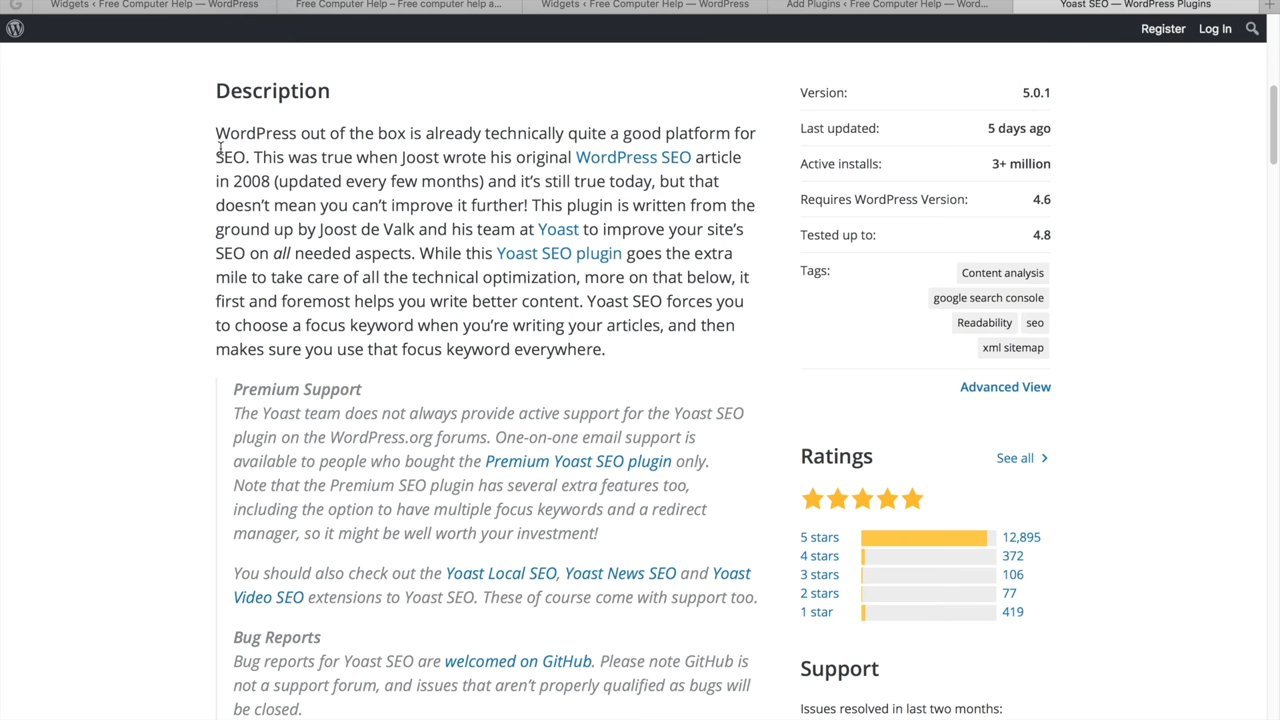 Widgets ‹ Free Computer Help — WordPress
Free Computer Help – Free computer help a...
Widgets ‹ Free Computer Help — WordPress
Add Plugins ‹ Free Computer Help — Word...
Yoast SEO — WordPress Plugins
Register Log In
Description
WordPress out of the box is already technically quite a good platform for
SEO. This was true when Joost wrote his original WordPress SEO article
in 2008 (updated every few months) and it’s still true today, but that
doesn’t mean you can’t improve it further! This plugin is written from the
ground up by Joost de Valk and his team at Yoast to improve your site’s
SEO on all needed aspects. While this Yoast SEO plugin goes the extra
mile to take care of all the technical optimization, more on that below, it
first and foremost helps you write better content. Yoast SEO forces you
to choose a focus keyword when you’re writing your articles, and then
makes sure you use that focus keyword everywhere.
Premium Support
The Yoast team does not always provide active support for the Yoast SEO
plugin on the WordPress.org forums. One-on-one email support is
available to people who bought the Premium Yoast SEO plugin only.
Note that the Premium SEO plugin has several extra features too,
including the option to have multiple focus keywords and a redirect
manager, so it might be well worth your investment!
You should also check out the Yoast Local SEO, Yoast News SEO and Yoast
Video SEO extensions to Yoast SEO. These of course come with support too.
Bug Reports
Bug reports for Yoast SEO are welcomed on GitHub. Please note GitHub is
not a support forum, and issues that aren’t properly qualified as bugs will
be closed.
Version: 5.0.1
Last updated: 5 days ago
Active installs: 3+ million
Requires WordPress Version: 4.6
Tested up to: 4.8
Tags: Content analysis
google search console
Readability seo
xml sitemap
Advanced View
Ratings See all
5 stars 12,895
4 stars 372
3 stars 106
2 stars 77
1 star 419
Support
Issues resolved in last two months: